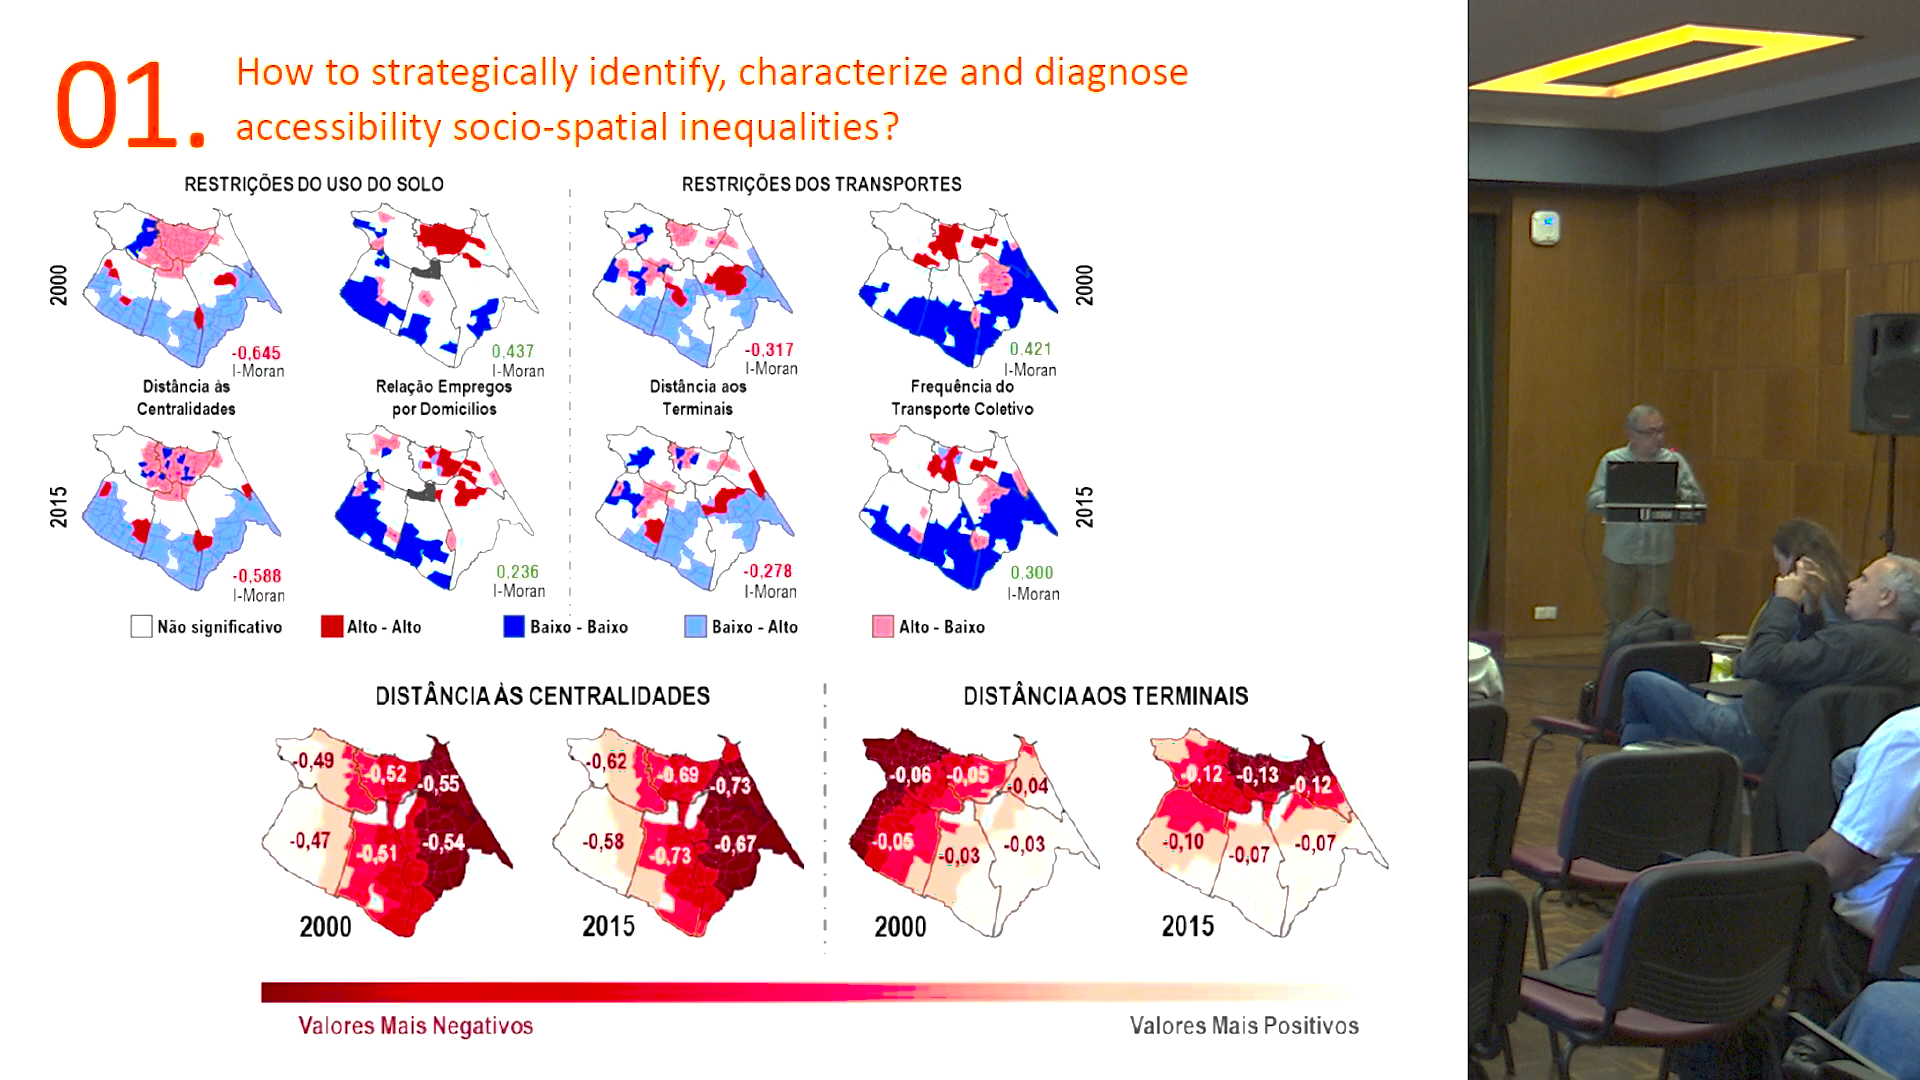 01.
How to strategically identify, characterize and diagnose
accessibility socio-spatial inequalities?
RESTRIÇÕES DO USO DO SOLO
RESTRIÇÕES DOS TRANSPORTES
2000
2000
-0,645
I-Moran
0,437
I-Moran
-0,317
I-Moran
0,421
I-Moran
Distância às
Centralidades
Relação Empregos
por Domicílios
Distância aos
Terminais
Frequência do
Transporte Coletivo
2015
2015
-0,588
I-Moran
0,236
I-Moran
-0,278
I-Moran
0,300
I-Moran
Não significativo
Alto - Alto
Baixo - Baixo
Baixo - Alto
Alto - Baixo
DISTÂNCIA ÀS CENTRALIDADES
DISTÂNCIA AOS TERMINAIS
-0,49
-0,52
-0,55
-0,47
-0,51
-0,54
2000
-0,62
-0,69
-0,73
-0,58
-0,73
-0,67
2015
-0,06
-0,05
-0,04
-0,05
-0,03
-0,03
2000
-0,12
-0,13
-0,12
-0,10
-0,07
-0,07
2015
Valores Mais Negativos
Valores Mais Positivos